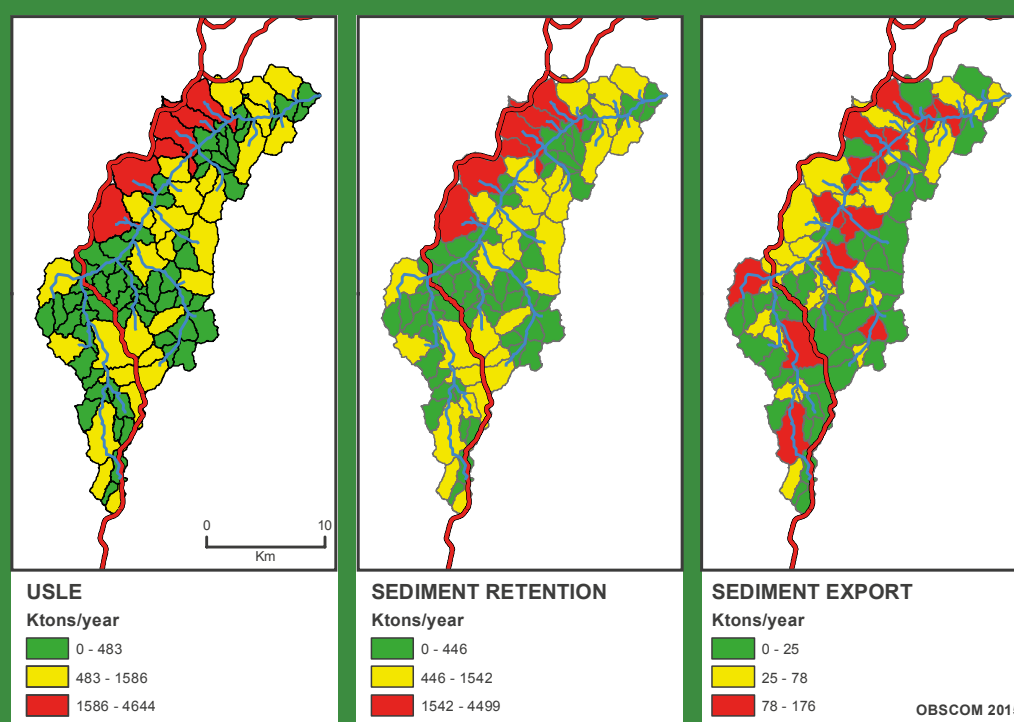 0 10
Km
USLE
Ktons/year
0 - 483
483 - 1586
1586 - 4644
SEDIMENT RETENTION
Ktons/year
0 - 446
446 - 1542
1542 - 4499
SEDIMENT EXPORT
Ktons/year
0 - 25
25 - 78
78 - 176
OBSCOM 2015